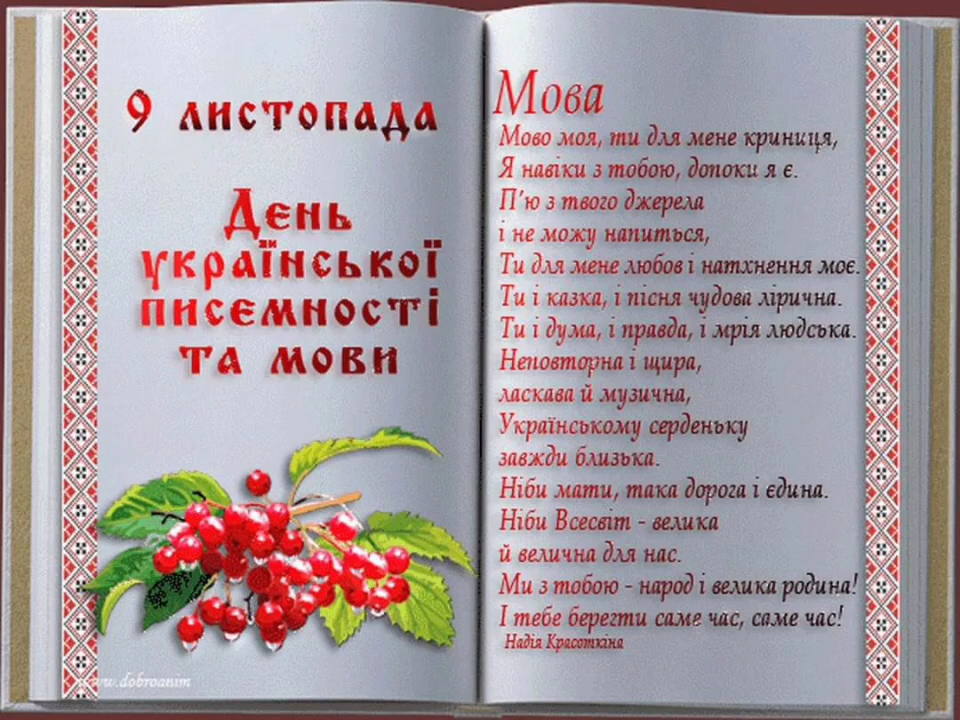 9 листопада
День
української
писемності
та мови
Мова
Мово моя, ти для мене криниця,
Я навіки з тобою, допоки я є.
П'ю з твого джерела
і не можу напиться,
Ти для мене любов і натхнення моє.
Ти і казка, і пісня чудова лірична.
Ти і дума, і правда, і мрія людська.
Неповторна і щира,
ласкава й музична,
Українському серденьку
завжди близька.
Ніби мати, така дорога і єдина.
Ніби Всесвіт - велика
й велична для нас.
Ми з тобою - народ і велика родина!
І тебе берегти саме час, саме час!
Надія Красоткіна
www.dobroanim